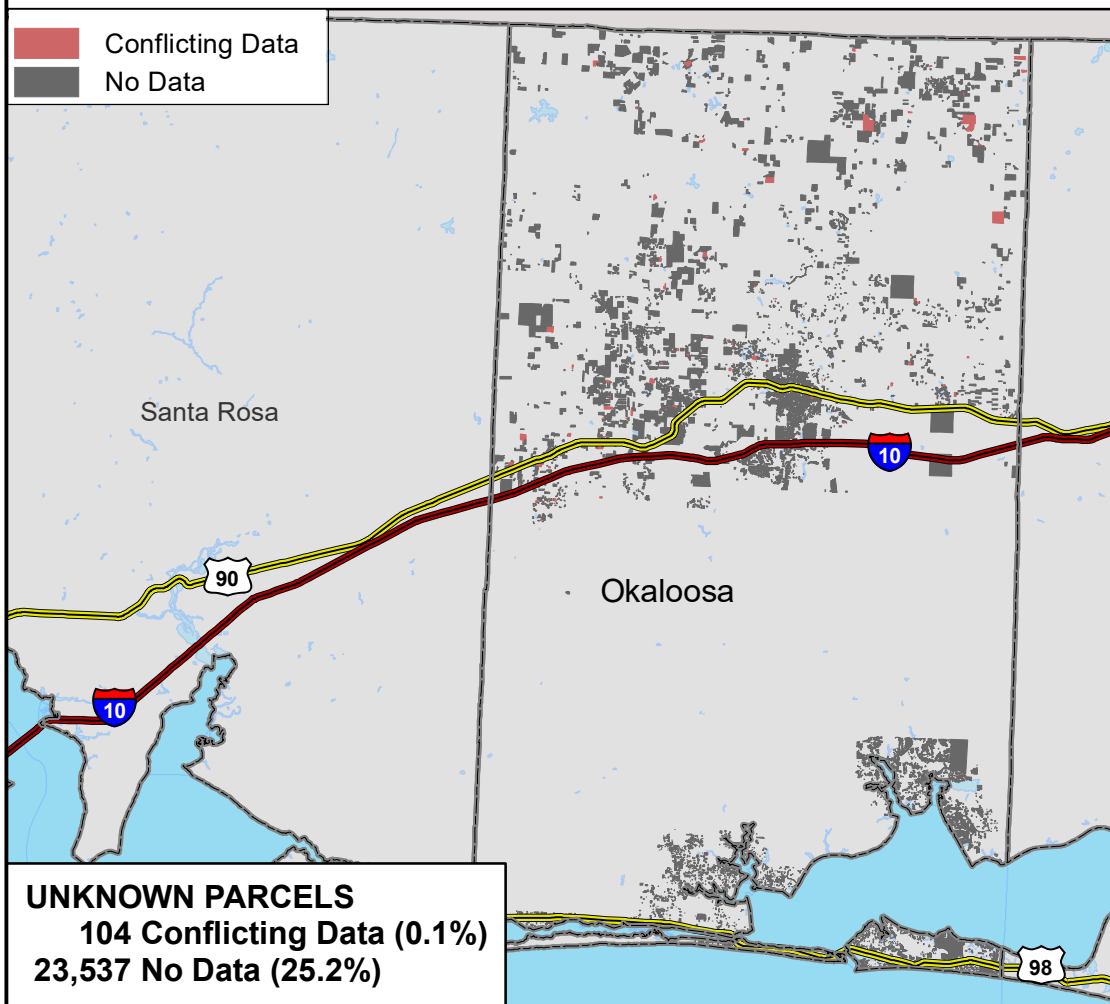 Conflicting Data
No Data
Santa Rosa
10
90
Okaloosa
10
UNKNOWN PARCELS
104 Conflicting Data (0.1%)
23,537 No Data (25.2%)
98